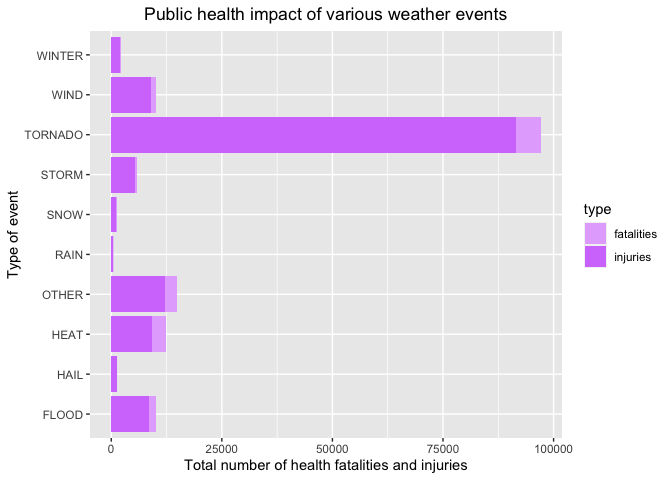 Public health impact of various weather events
Type of event
WINTER
WIND
TORNADO
STORM
SNOW
RAIN
OTHER
HEAT
HAIL
FLOOD
0 25000 50000 75000 100000
Total number of health fatalities and injuries
type
fatalities
injuries